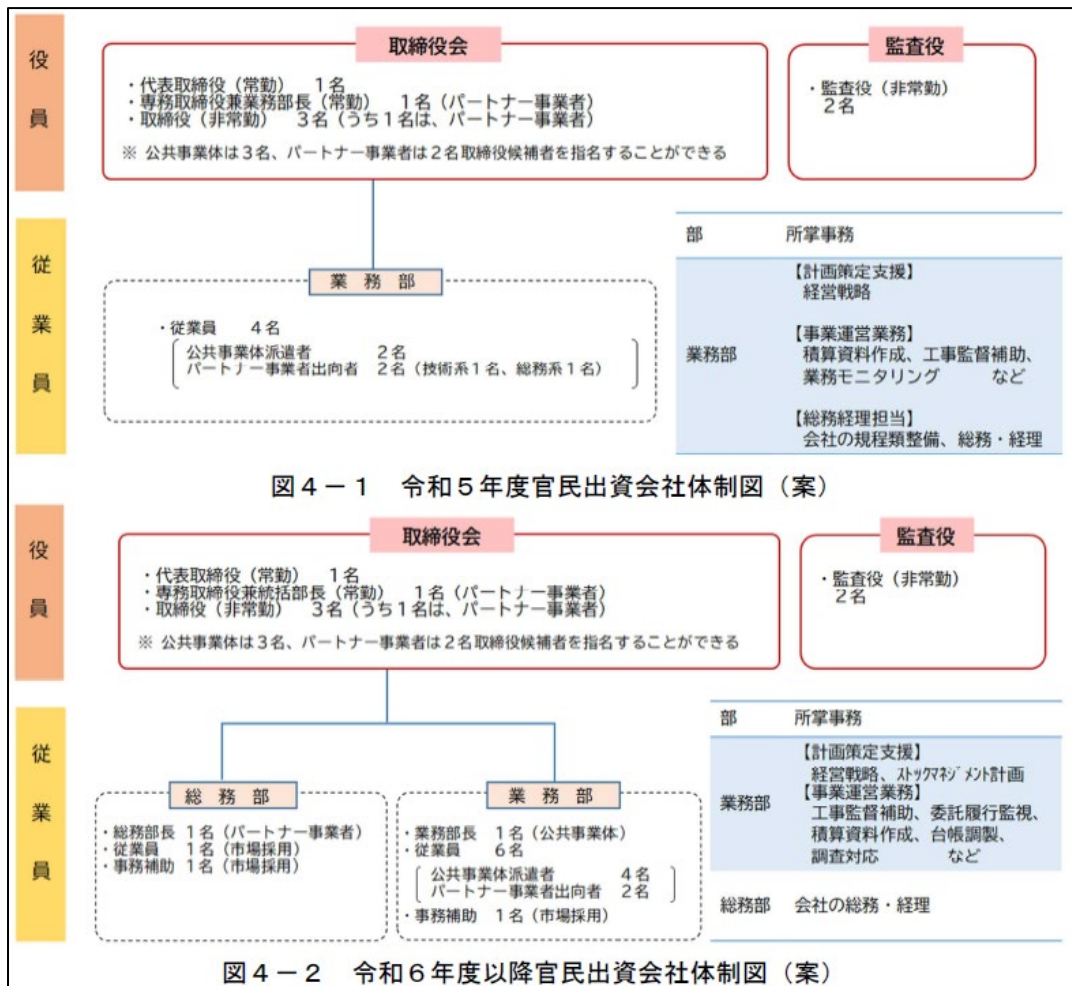 役員
取締役会
・代表取締役（常勤）　1名
・専務取締役兼業務部長（常勤）　1名（パートナー事業者）
・取締役（非常勤）　3名（うち1名は、パートナー事業者）
※ 公共事業体は3名、パートナー事業者は2名取締役候補者を指名することができる
監査役
・監査役（非常勤）
2名
従業員
業務部
・従業員　4名
公共事業体派遣者　2名
パートナー事業者出向者　2名（技術系1名、総務系1名）
部　所掌事務
業務部
【計画策定支援】
経営戦略
【事業運営業務】
積算資料作成、工事監督補助、
業務モニタリング　など
【総務経理担当】
会社の規程類整備、総務・経理
図4－1　令和5年度官民出資会社体制図（案）
役員
取締役会
・代表取締役（常勤）　1名
・専務取締役兼統括部長（常勤）　1名（パートナー事業者）
・取締役（非常勤）　3名（うち1名は、パートナー事業者）
※ 公共事業体は3名、パートナー事業者は2名取締役候補者を指名することができる
監査役
・監査役（非常勤）
2名
従業員
総務部
・総務部長 1名（パートナー事業者）
・従業員　1名（市場採用）
・事務補助 1名（市場採用）
業務部
・業務部長　1名（公共事業体）
・従業員　6名
公共事業体派遣者　4名
パートナー事業者出向者　2名
・事務補助　1名（市場採用）
部　所掌事務
業務部
【計画策定支援】
経営戦略、ｽﾄｯｸﾏﾈｼﾞﾒﾝﾄ計画
【事業運営業務】
工事監督補助、委託履行監視、
積算資料作成、台帳調製、
調査対応　など
総務部　会社の総務・経理
図4－2　令和6年度以降官民出資会社体制図（案）